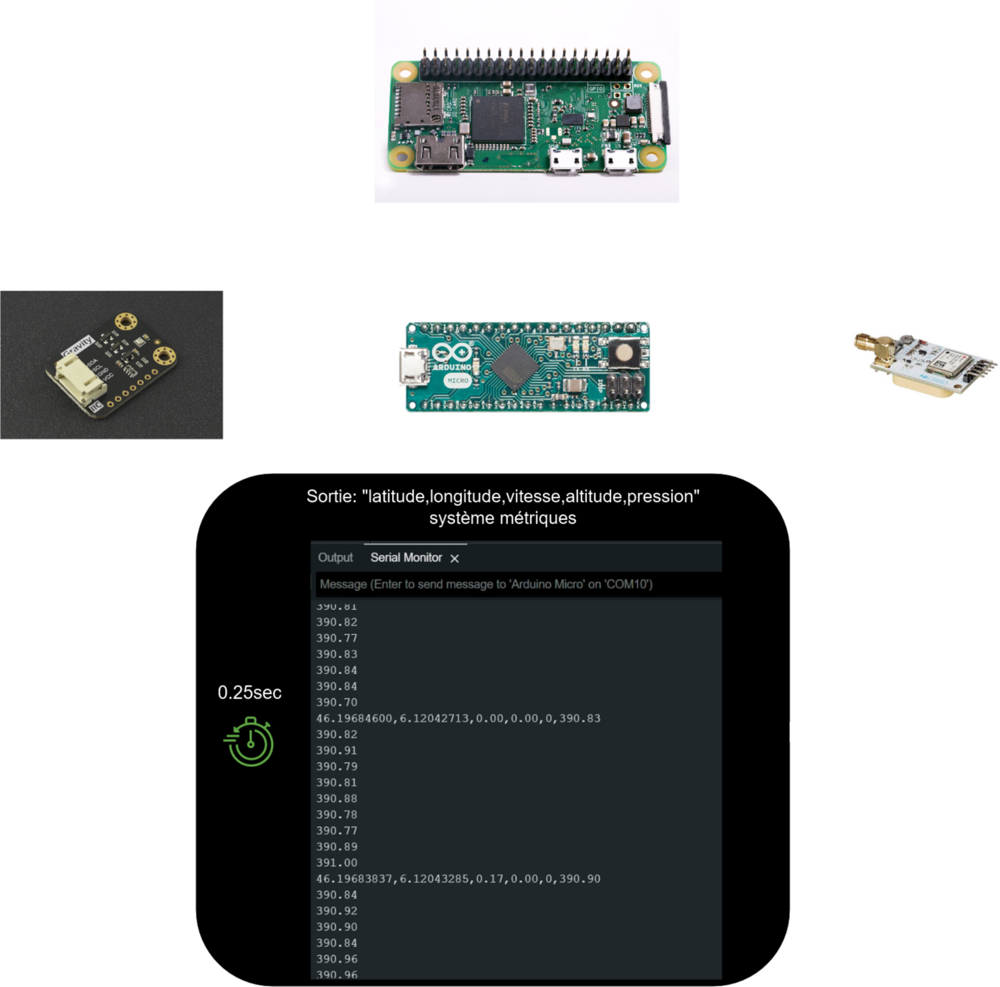 GPIO
USB
Gravity
SDA
SCL
GND
VCC
IIC
ARDUINO
MICRO
ICSP
Sortie: "latitude,longitude,vitesse,altitude,pression"
système métriques
Output Serial Monitor
Message (Enter to send message to 'Arduino Micro' on 'COM10')
390.81
390.82
390.77
390.83
390.84
390.84
390.70
46.19684600,6.12042713,0.00,0.00,0,390.83
390.82
390.91
390.79
390.81
390.88
390.78
390.77
390.89
391.00
46.19683837,6.12043285,0.17,0.00,0,390.90
390.84
390.92
390.90
390.84
390.96
390.96
0.25sec